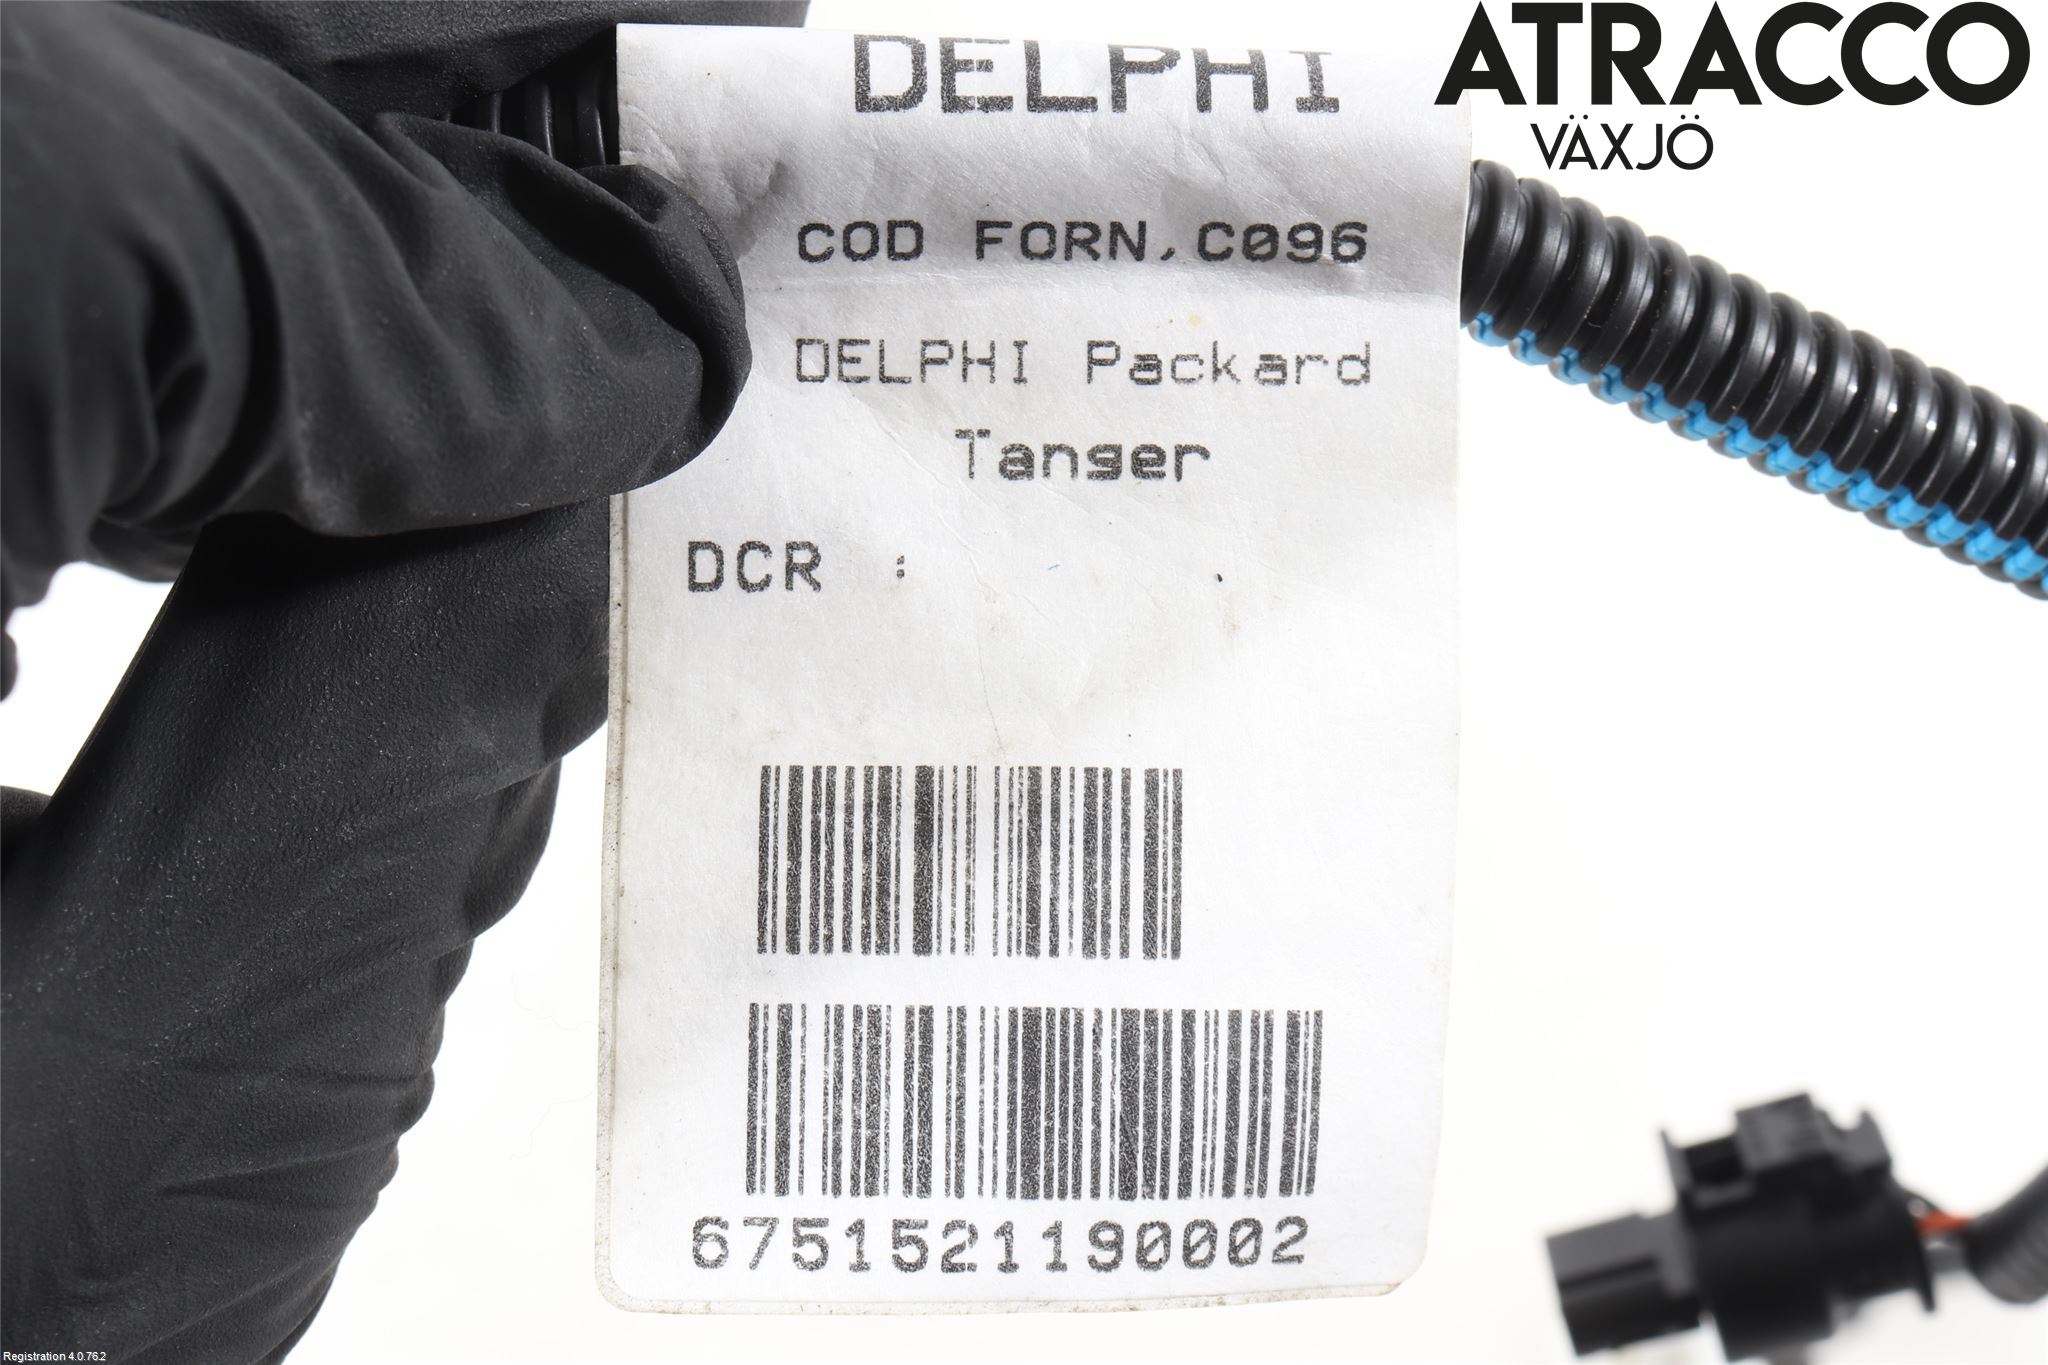 ATRACCO
VÄXJÖ
DELPHI
COD FORN.C096
DELPHI Packard
Tanger
DCR :
6751521190002
Registration 4.0.76.2